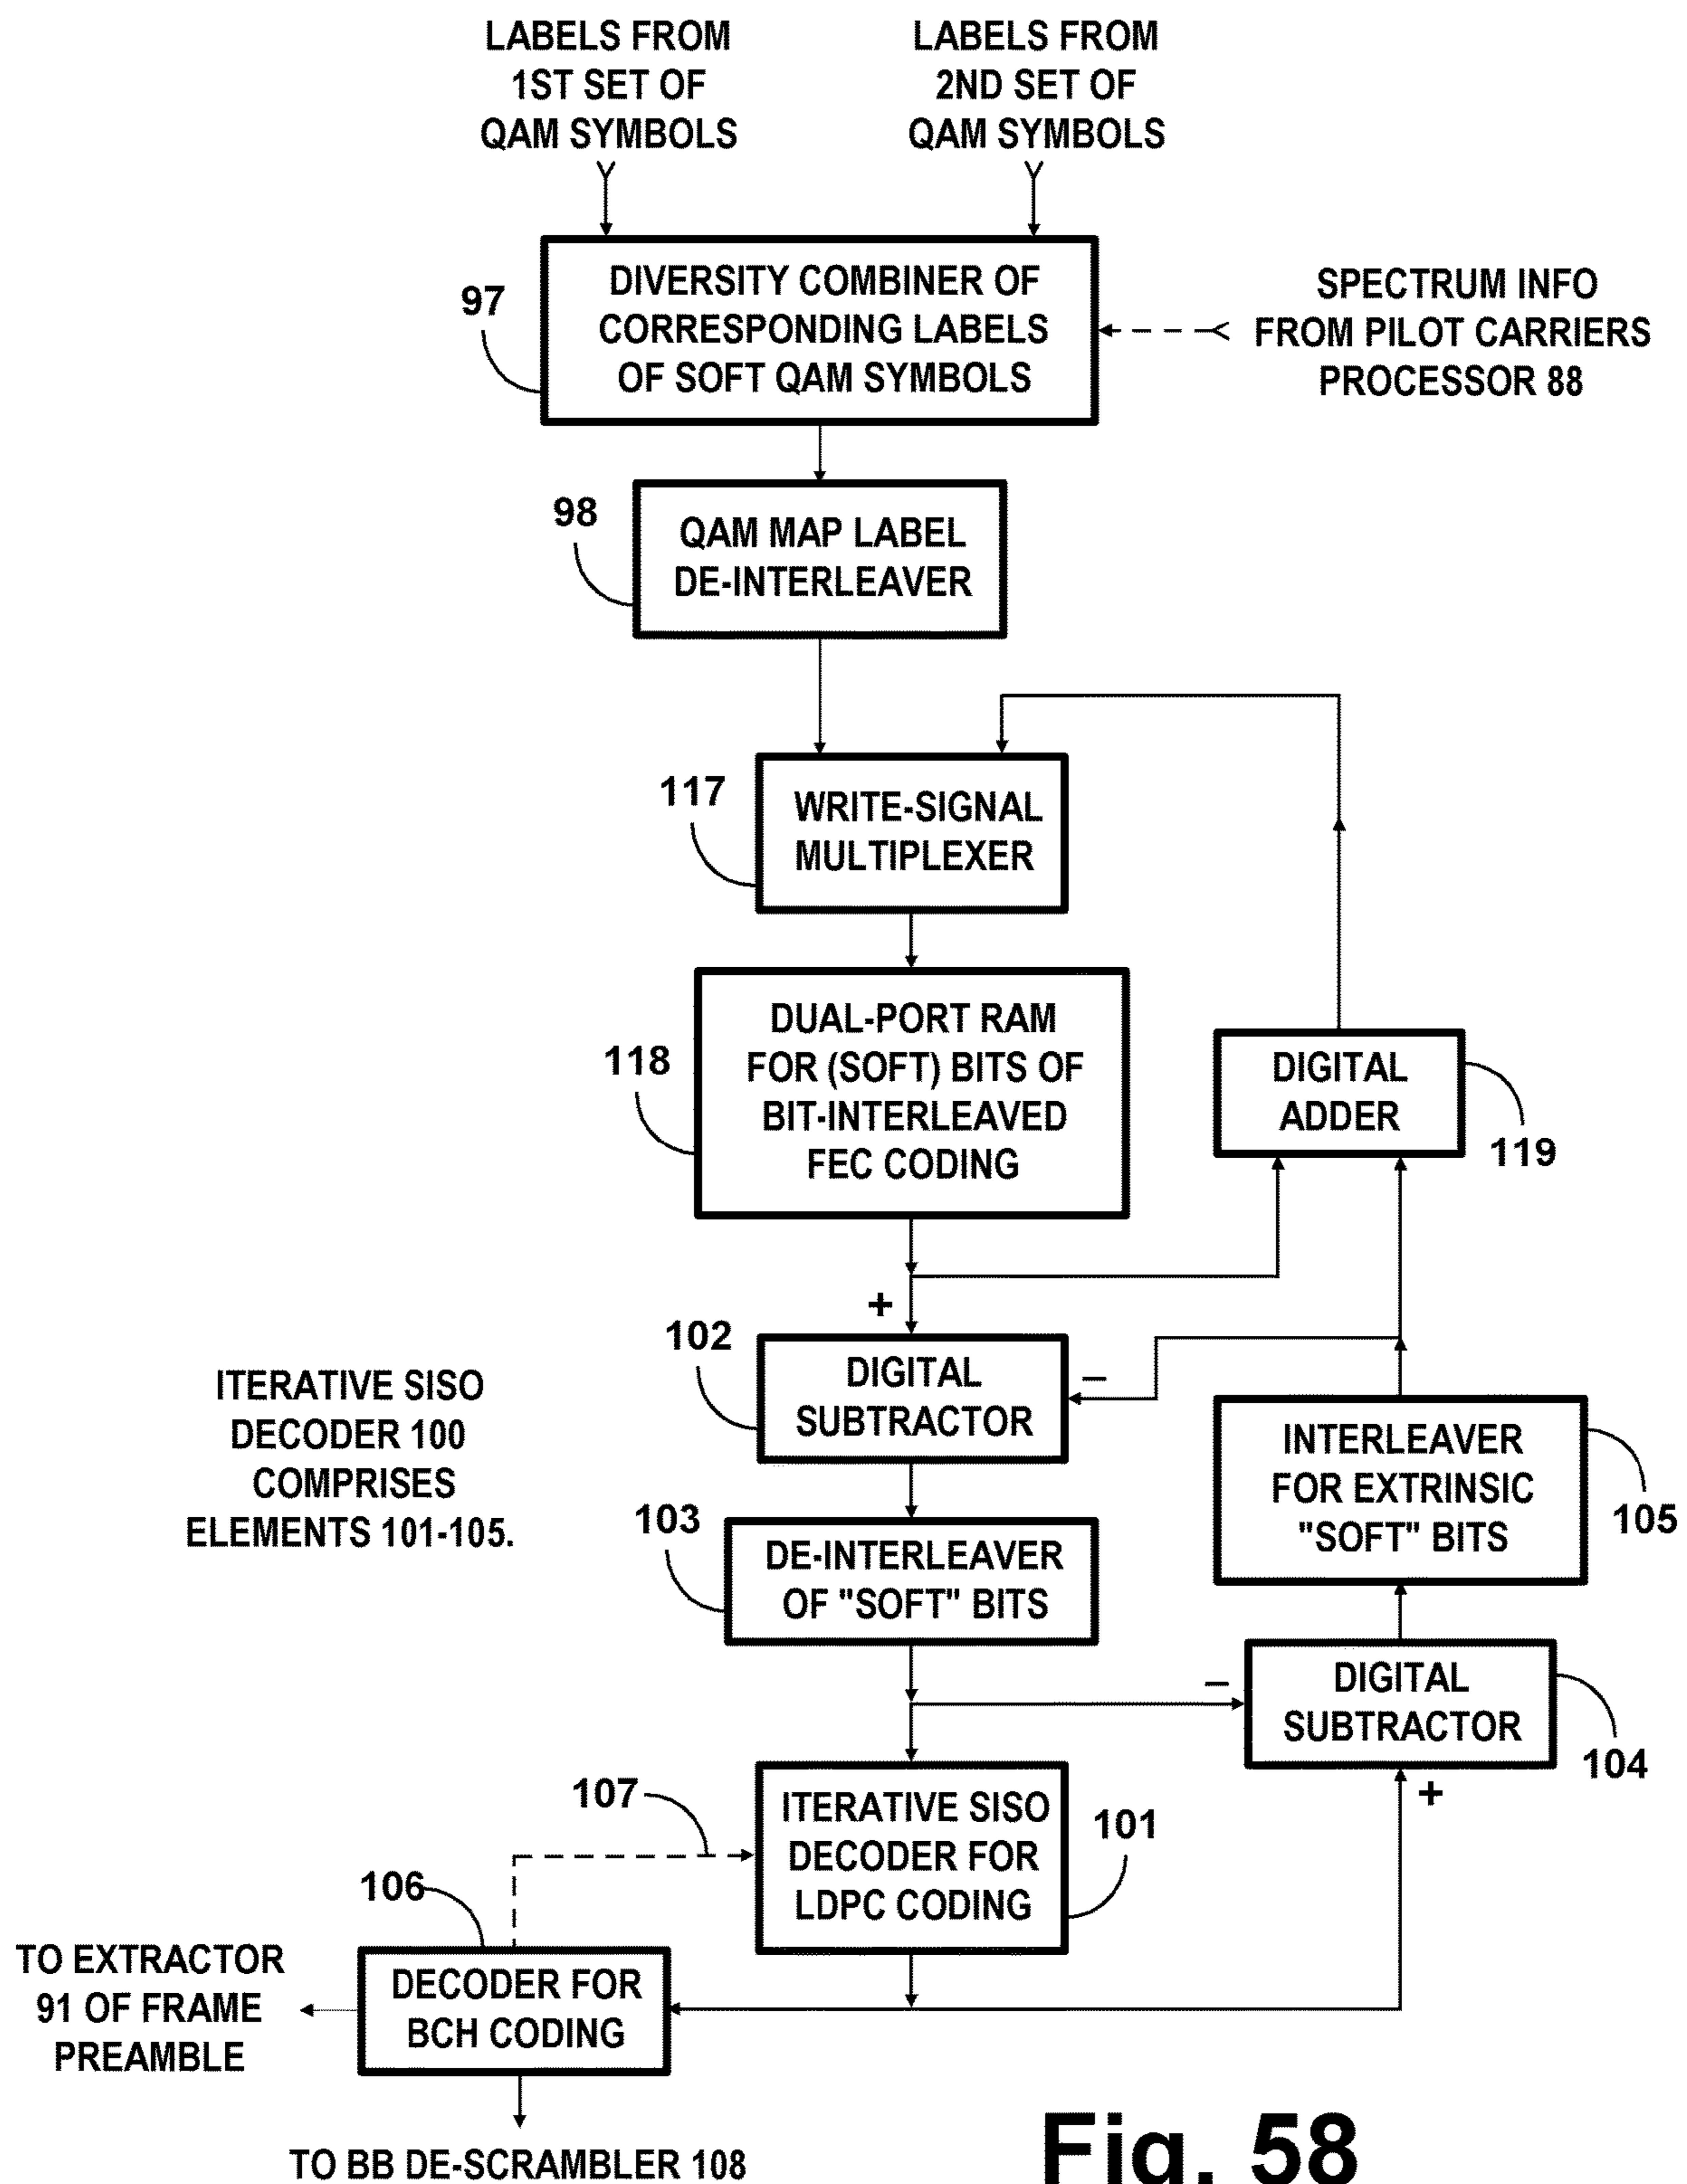 LABELS FROM
1ST SET OF
QAM SYMBOLS
LABELS FROM
2ND SET OF
QAM SYMBOLS
97
DIVERSITY COMBINER OF
CORRESPONDING LABELS
OF SOFT QAM SYMBOLS
SPECTRUM INFO
FROM PILOT CARRIERS
PROCESSOR 88
98
QAM MAP LABEL
DE-INTERLEAVER
117
WRITE-SIGNAL
MULTIPLEXER
118
DUAL-PORT RAM
FOR (SOFT) BITS OF
BIT-INTERLEAVED
FEC CODING
DIGITAL
ADDER
119
+
102
DIGITAL
SUBTRACTOR
−
ITERATIVE SISO
DECODER 100
COMPRISES
ELEMENTS 101-105.
INTERLEAVER
FOR EXTRINSIC
"SOFT" BITS
105
103
DE-INTERLEAVER
OF "SOFT" BITS
−
DIGITAL
SUBTRACTOR
104
+
107
ITERATIVE SISO
DECODER FOR
LDPC CODING
101
106
DECODER FOR
BCH CODING
TO EXTRACTOR
91 OF FRAME
PREAMBLE
TO BB DE-SCRAMBLER 108
Fig. 58